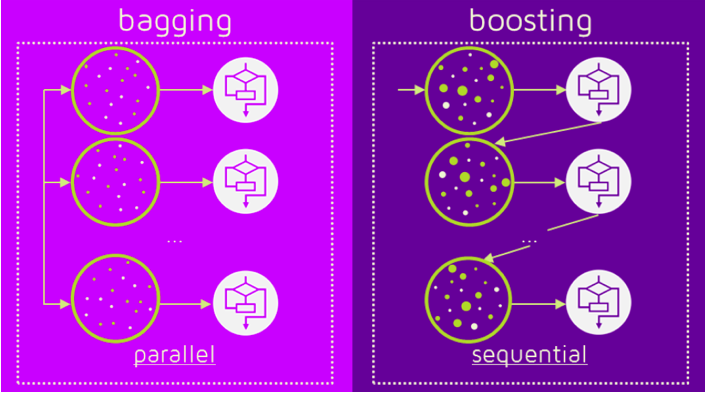 bagging
...
parallel
boosting
...
sequential